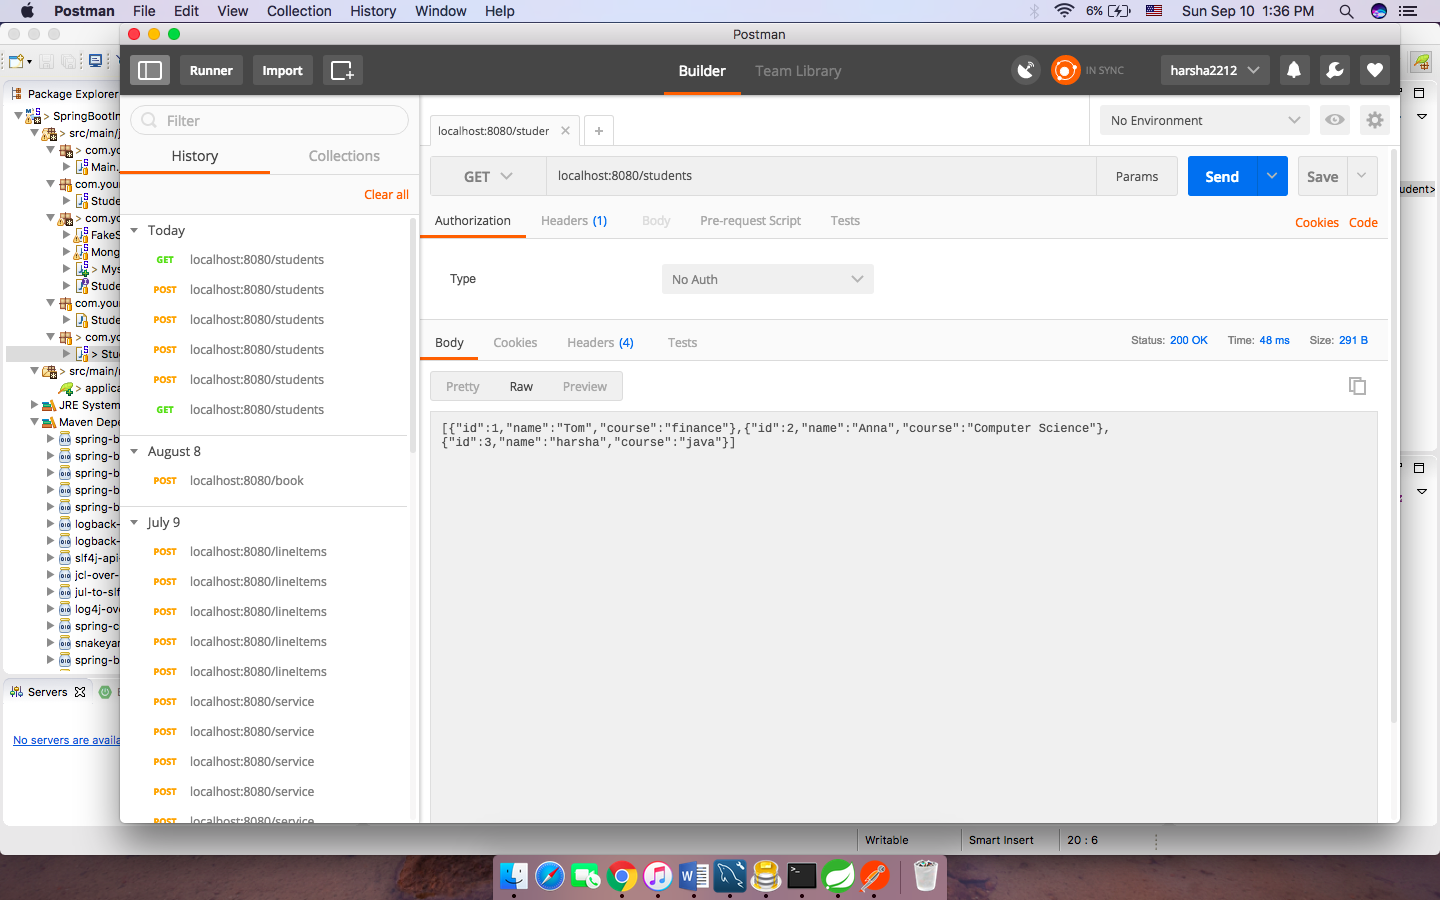 Postman File Edit View Collection History Window Help 6% Sun Sep 10 1:36 PM
Postman
Runner Import Builder Team Library IN SYNC harsha2212
Package Explorer
> SpringBootIn
> src/main/j
> com.yo
Main.
com.your
Stude
> com.yo
FakeS
Mong
> Mys
Stude
com.your
Stude
> com.yo
> Stu
> src/main/r
> applica
JRE System
Maven Depe
spring-b
spring-b
spring-b
spring-b
spring-b
logback-
logback-
slf4j-api-
jcl-over-
jul-to-slf
log4j-ov
spring-c
snakeyar
spring-b
Servers
No servers are availa
Filter
History Collections
Clear all
Today
GET localhost:8080/students
POST localhost:8080/students
POST localhost:8080/students
POST localhost:8080/students
POST localhost:8080/students
GET localhost:8080/students
August 8
POST localhost:8080/book
July 9
POST localhost:8080/lineItems
POST localhost:8080/lineItems
POST localhost:8080/lineItems
POST localhost:8080/lineItems
POST localhost:8080/lineItems
POST localhost:8080/service
POST localhost:8080/service
POST localhost:8080/service
POST localhost:8080/service
POST localhost:8080/service
localhost:8080/studer No Environment
GET localhost:8080/students Params Send Save
Authorization Headers (1) Body Pre-request Script Tests Cookies Code
Type No Auth
Body Cookies Headers (4) Tests Status: 200 OK Time: 48 ms Size: 291 B
Pretty Raw Preview
[{"id":1,"name":"Tom","course":"finance"},{"id":2,"name":"Anna","course":"Computer Science"},
{"id":3,"name":"harsha","course":"java"}]
udent>
Writable Smart Insert 20 : 6